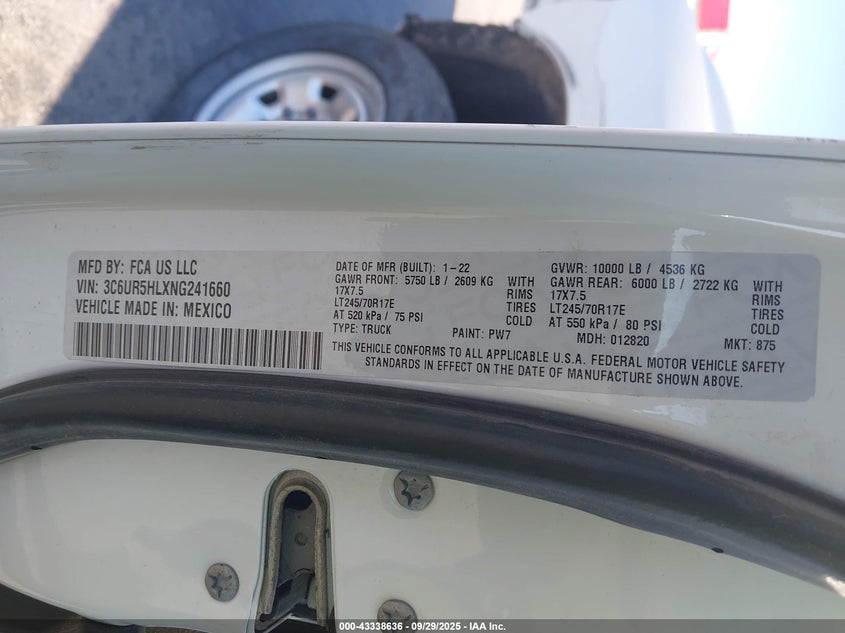 MFD BY: FCA US LLC
VIN: 3C6UR5HLXNG241660
VEHICLE MADE IN: MEXICO
DATE OF MFR (BUILT): 1-22
GAWR FRONT: 5750 LB / 2609 KG WITH
17X7.5 RIMS
LT245/70R17E TIRES
AT 520 kPa / 75 PSI COLD
TYPE: TRUCK PAINT: PW7
GVWR: 10000 LB / 4536 KG
GAWR REAR: 6000 LB / 2722 KG WITH
17X7.5 RIMS
LT245/70R17E TIRES
AT 550 kPa / 80 PSI COLD
MDH: 012820 MKT: 875
THIS VEHICLE CONFORMS TO ALL APPLICABLE U.S.A. FEDERAL MOTOR VEHICLE SAFETY
STANDARDS IN EFFECT ON THE DATE OF MANUFACTURE SHOWN ABOVE.
000-43338636 - 09/29/2025 - IAA Inc.